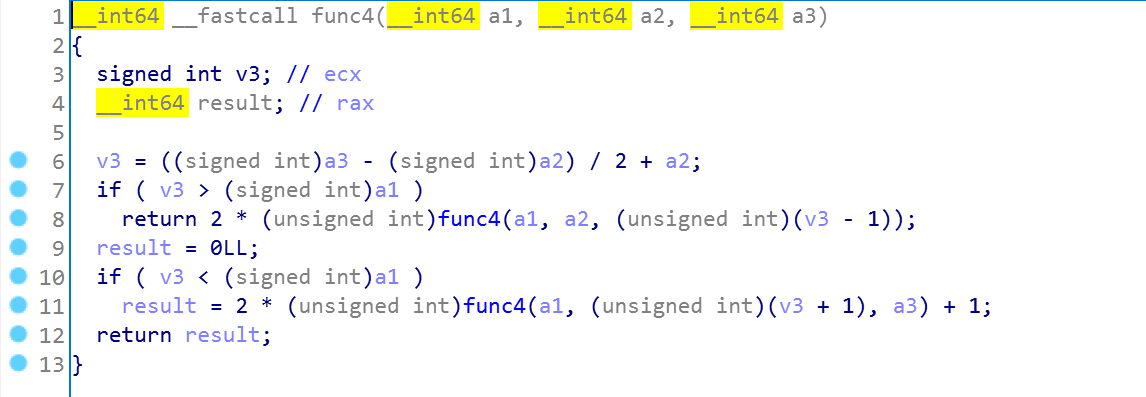 1 __int64 __fastcall func4(__int64 a1, __int64 a2, __int64 a3)
2 {
3   signed int v3; // ecx
4   __int64 result; // rax
5
6   v3 = ((signed int)a3 - (signed int)a2) / 2 + a2;
7   if ( v3 > (signed int)a1 )
8     return 2 * (unsigned int)func4(a1, a2, (unsigned int)(v3 - 1));
9   result = 0LL;
10   if ( v3 < (signed int)a1 )
11     result = 2 * (unsigned int)func4(a1, (unsigned int)(v3 + 1), a3) + 1;
12   return result;
13 }